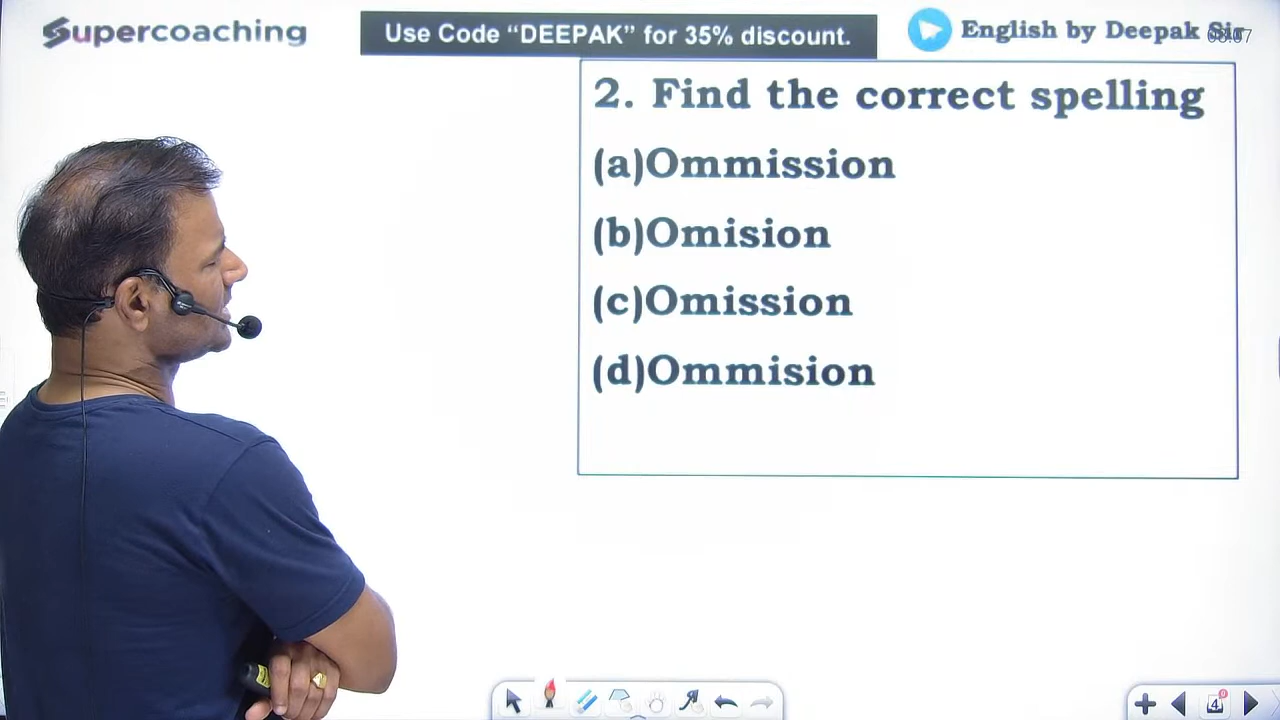 Supercoaching
Use Code “DEEPAK” for 35% discount.
English by Deepak Sir
2. Find the correct spelling
(a)Ommission
(b)Omision
(c)Omission
(d)Ommision
4